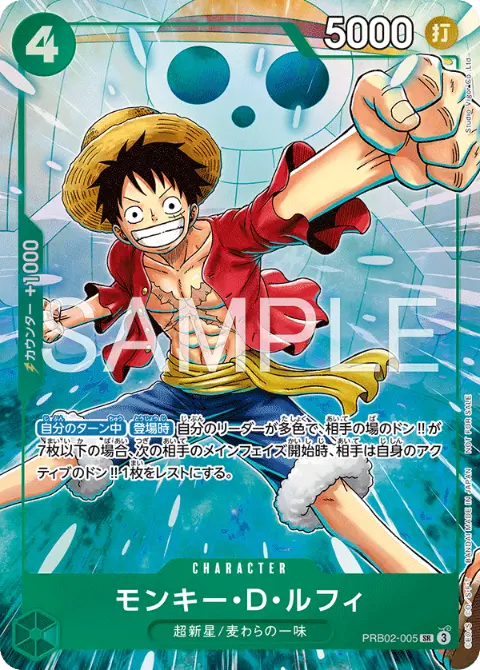 4
5000
打
Studio Vigor Co.,Ltd.
カウンター +1000
SAMPLE
自分のターン中 登場時 自分のリーダーが多色で、相手の場のドン!!が
7枚以下の場合、次の相手のメインフェイズ開始時、相手は自身のアク
ティブのドン!!1枚をレストにする。
BANDAI MADE IN JAPAN NOT FOR SALE
CHARACTER
モンキー・D・ルフィ
超新星/麦わらの一味
PRB02-005 SR 3